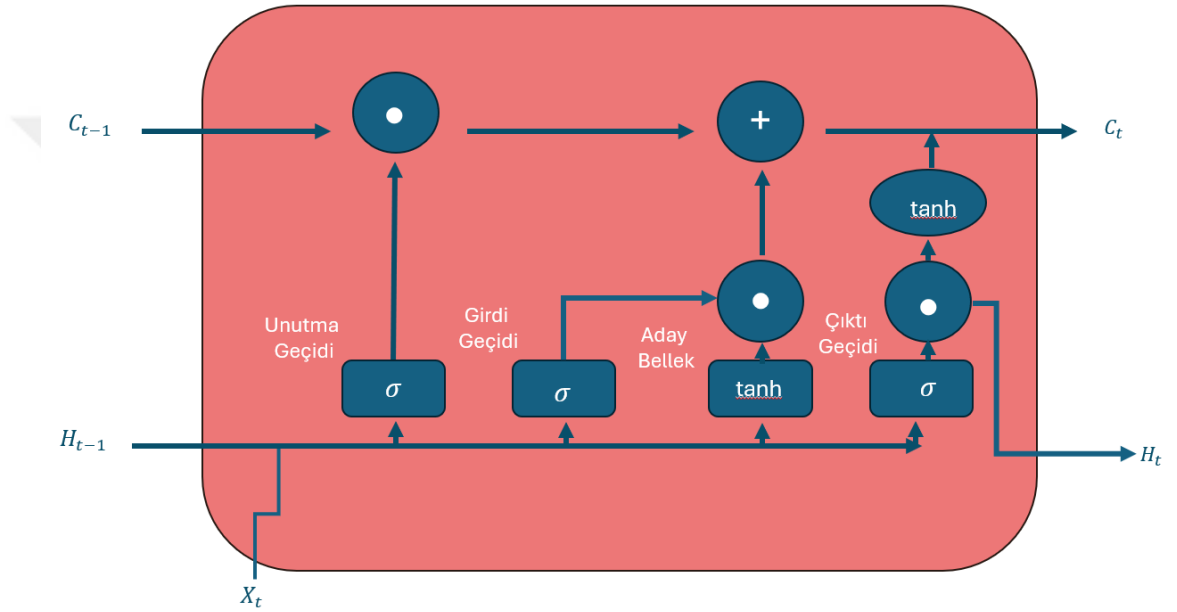 C_{t-1}
+
C_t
tanh
Unutma
Geçidi
Girdi
Geçidi
Aday
Bellek
Çıktı
Geçidi
σ
σ
tanh
σ
H_{t-1}
H_t
X_t